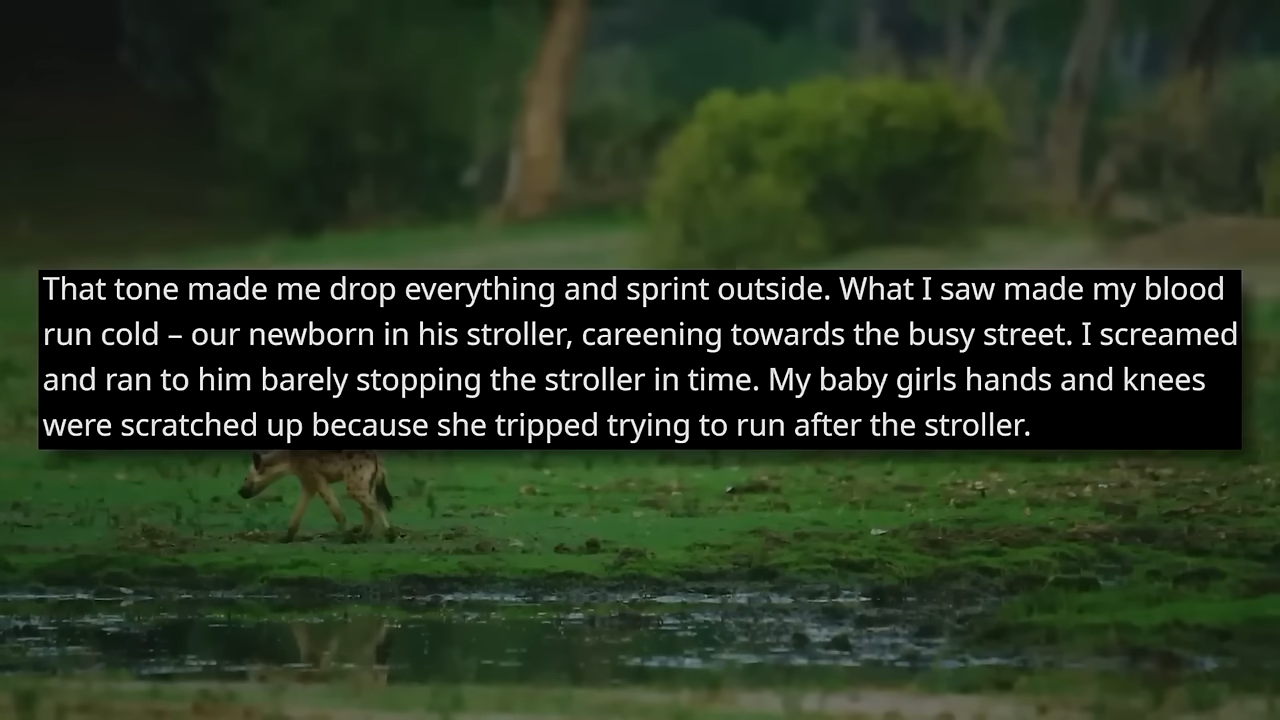 That tone made me drop everything and sprint outside. What I saw made my blood
run cold – our newborn in his stroller, careening towards the busy street. I screamed
and ran to him barely stopping the stroller in time. My baby girls hands and knees
were scratched up because she tripped trying to run after the stroller.